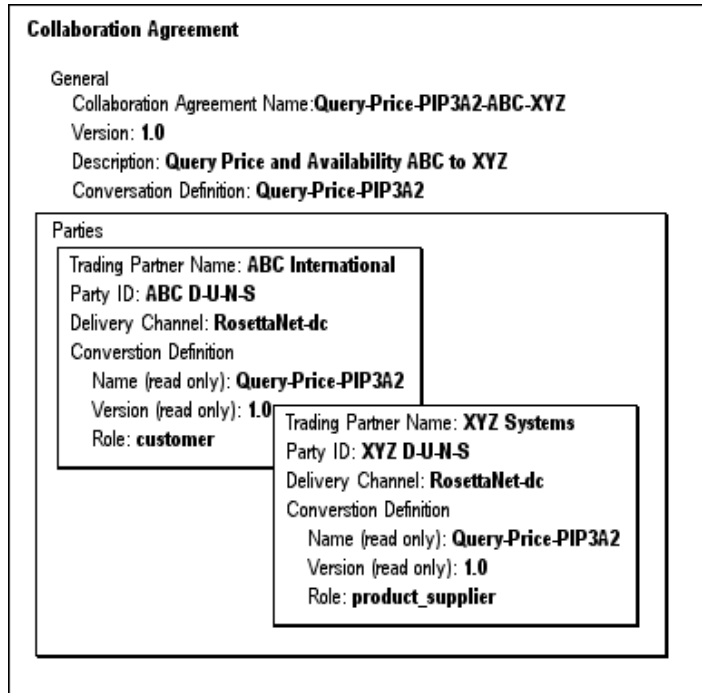 Collaboration Agreement
General
Collaboration Agreement Name:Query-Price-PIP3A2-ABC-XYZ
Version: 1.0
Description: Query Price and Availability ABC to XYZ
Conversation Definition: Query-Price-PIP3A2
Parties
Trading Partner Name: ABC International
Party ID: ABC D-U-N-S
Delivery Channel: RosettaNet-dc
Converstion Definition
Name (read only): Query-Price-PIP3A2
Version (read only): 1.0
Role: customer
Trading Partner Name: XYZ Systems
Party ID: XYZ D-U-N-S
Delivery Channel: RosettaNet-dc
Converstion Definition
Name (read only): Query-Price-PIP3A2
Version (read only): 1.0
Role: product_supplier